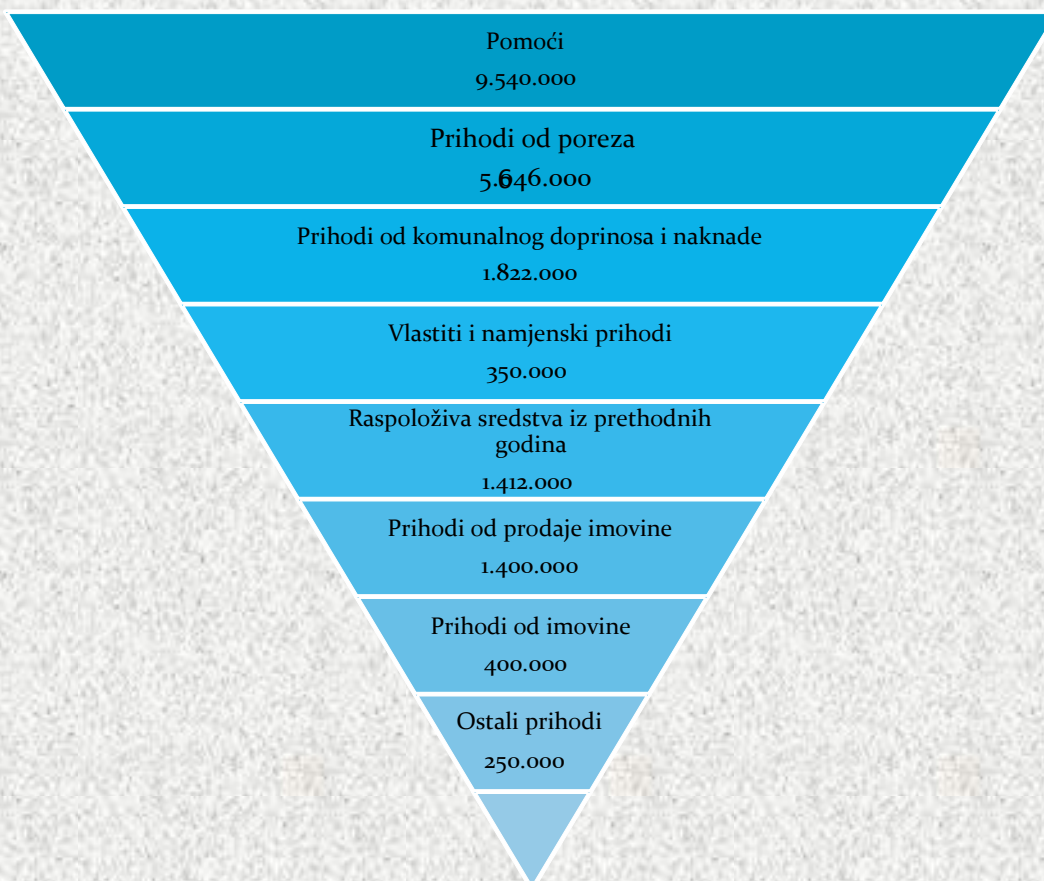 Pomoći
9.540.000
Prihodi od poreza
5.646.000
Prihodi od komunalnog doprinosa i naknade
1.822.000
Vlastiti i namjenski prihodi
350.000
Raspoloživa sredstva iz prethodnih
godina
1.412.000
Prihodi od prodaje imovine
1.400.000
Prihodi od imovine
400.000
Ostali prihodi
250.000